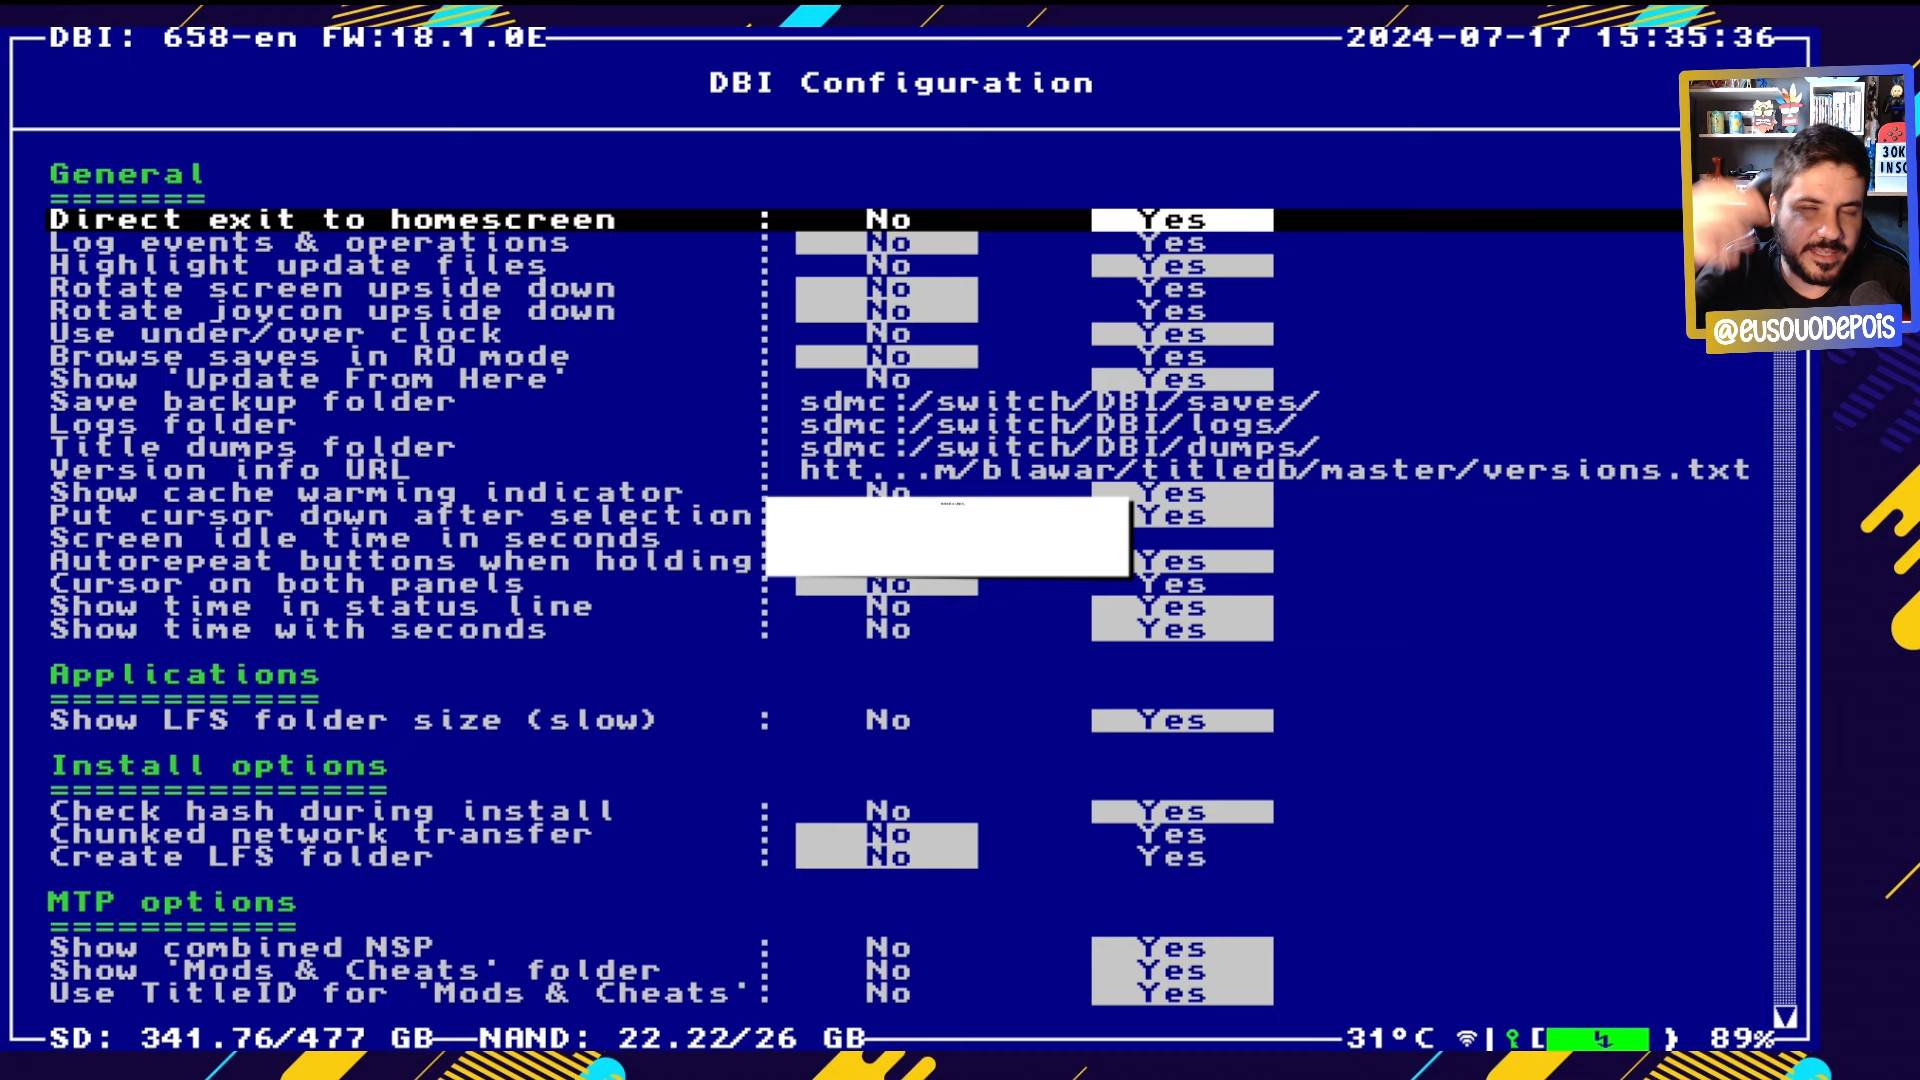 DBI: 658-en FW:18.1.0E 2024-07-17 15:35:36
DBI Configuration
General
=======
Direct exit to homescreen : No Yes
Log events & operations : No Yes
Highlight update files : No Yes
Rotate screen upside down : No Yes
Rotate joycon upside down : No Yes
Use under/over clock : No Yes
Browse saves in RO mode : No Yes
Show 'Update From Here' : No Yes
Save backup folder : sdmc:/switch/DBI/saves/
Logs folder : sdmc:/switch/DBI/logs/
Title dumps folder : sdmc:/switch/DBI/dumps/
Version info URL : htt...m/blawar/titledb/master/versions.txt
Show cache warming indicator : No Yes
Put cursor down after selection: Yes
Screen idle time in seconds :
Autorepeat buttons when holding: Yes
Cursor on both panels : No Yes
Show time in status line : No Yes
Show time with seconds : No Yes
Applications
============
Show LFS folder size (slow) : No Yes
Install options
===============
Check hash during install : No Yes
Chunked network transfer : No Yes
Create LFS folder : No Yes
MTP options
===========
Show combined NSP : No Yes
Show 'Mods & Cheats' folder : No Yes
Use TitleID for 'Mods & Cheats': No Yes
SD: 341.76/477 GB NAND: 22.22/26 GB 31°C | [ } 89%
30K
INSC
@EUSOUODEPOIS